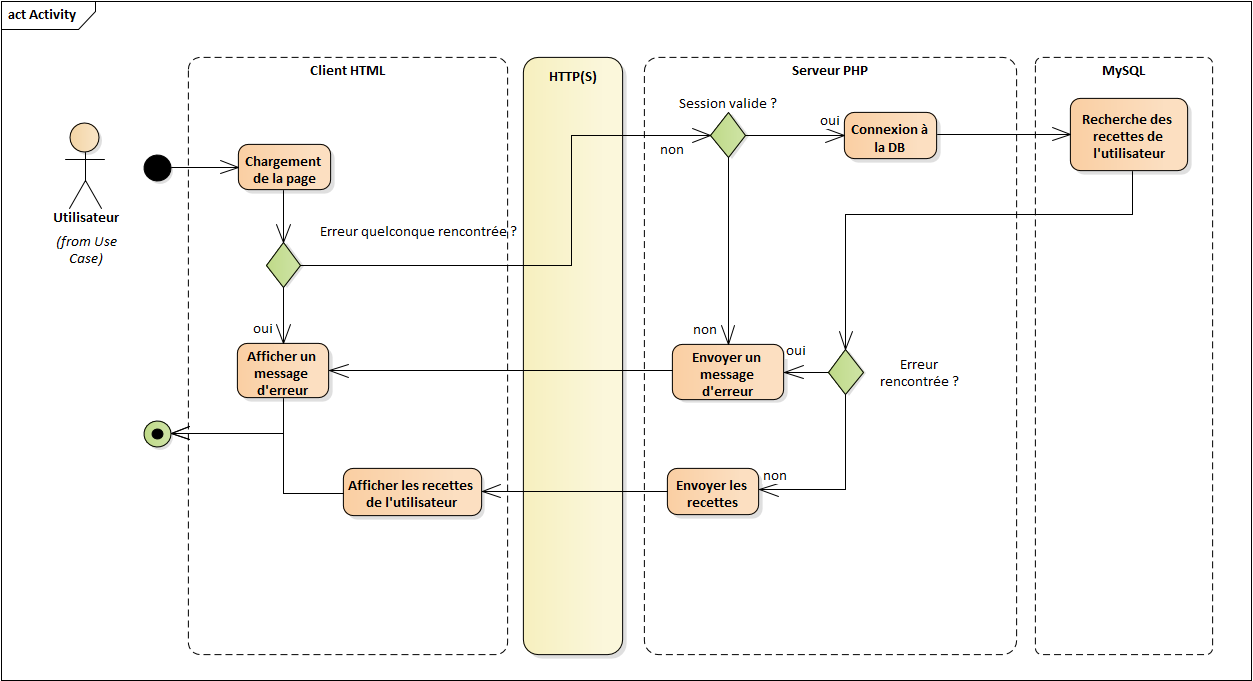 act Activity
Client HTML
HTTP(S)
Serveur PHP
MySQL
Utilisateur
(from Use
Case)
Chargement
de la page
Erreur quelconque rencontrée ?
oui
Afficher un
message
d'erreur
Afficher les recettes
de l'utilisateur
Session valide ?
non
oui
Connexion à
la DB
Recherche des
recettes de
l'utilisateur
non
Envoyer un
message
d'erreur
oui
Erreur
rencontrée ?
non
Envoyer les
recettes